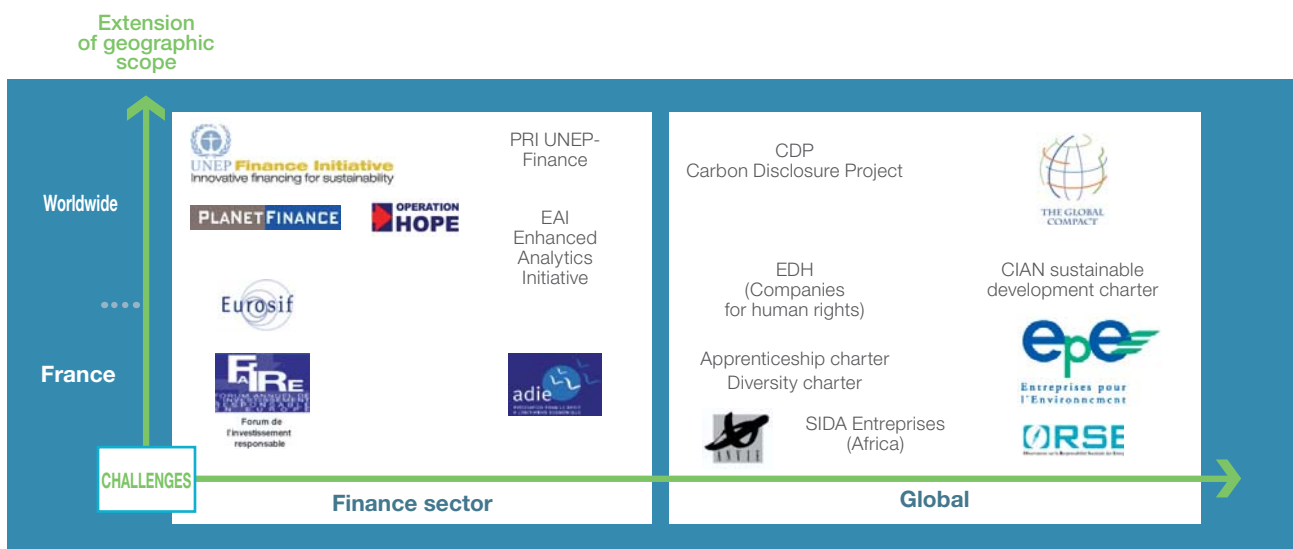 Extension
of geographic
scope
Worldwide
France
CHALLENGES
UNEP Finance Initiative
Innovative financing for sustainability
PLANETFINANCE
OPERATION
HOPE
PRI UNEP-
Finance
EAI
Enhanced
Analytics
Initiative
Eurosif
FAIRE
Forum de
l'investissement
responsable
adie
Finance sector
CDP
Carbon Disclosure Project
THE GLOBAL
COMPACT
EDH
(Companies
for human rights)
CIAN sustainable
development charter
Apprenticeship charter
Diversity charter
epe
Entreprises pour
l'Environnement
SIDA Entreprises
(Africa)
ORSE
Global